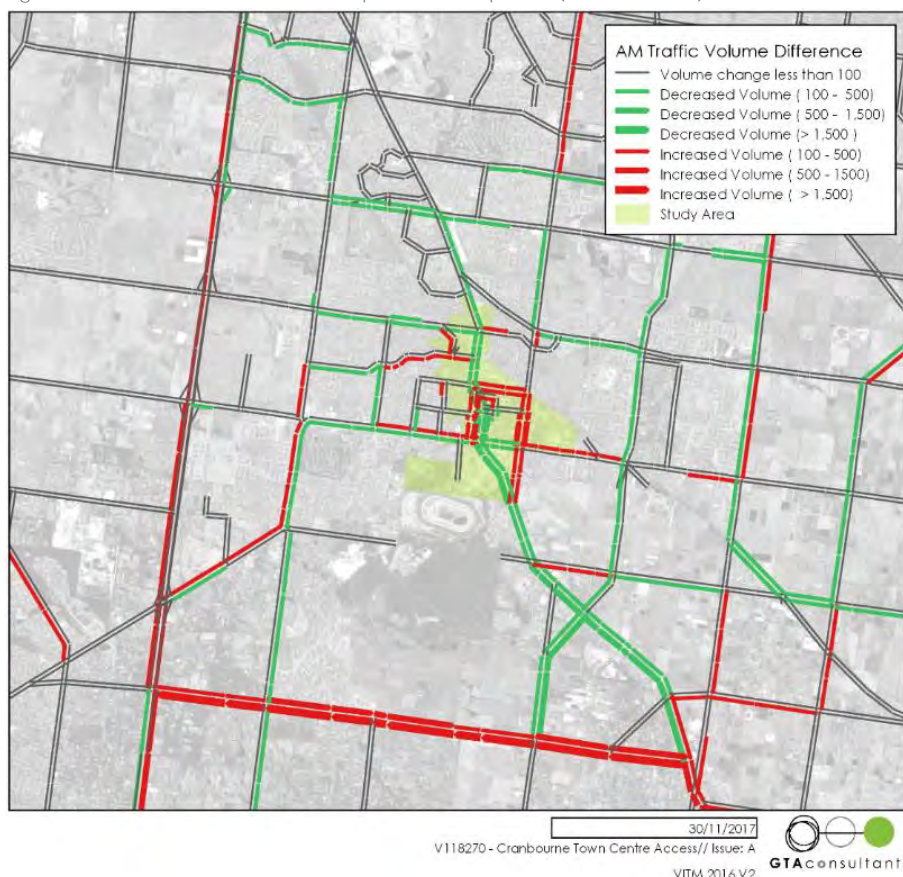 AM Traffic Volume Difference
Volume change less than 100
Decreased Volume ( 100 - 500)
Decreased Volume ( 500 - 1,500)
Decreased Volume (> 1,500 )
Increased Volume ( 100 - 500)
Increased Volume ( 500 - 1500)
Increased Volume ( > 1,500)
Study Area
30/11/2017
V118270 - Cranbourne Town Centre Access// Issue: A
VITM 2016 V2
GTAconsultant